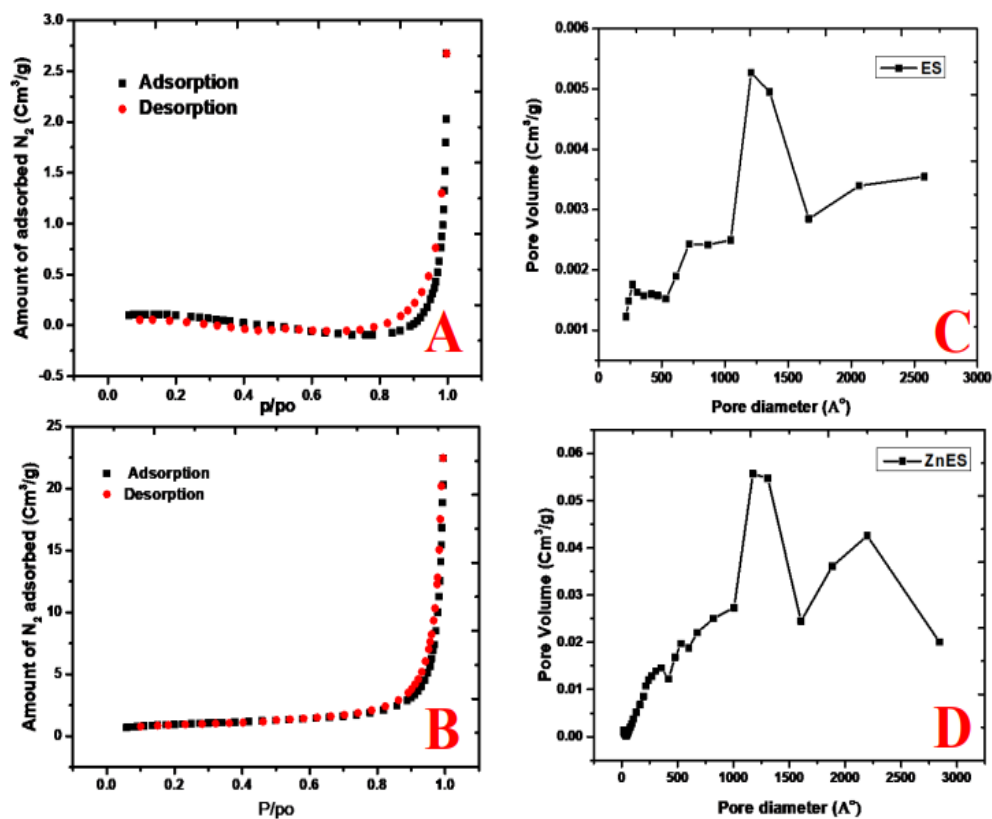 3.0
2.5
2.0
1.5
1.0
0.5
0.0
-0.5
Amount of adsorbed N2 (Cm3/g)
Adsorption
Desorption
A
0.0 0.2 0.4 0.6 0.8 1.0
p/po
0.006
0.005
0.004
0.003
0.002
0.001
Pore Volume (Cm3/g)
ES
C
0 500 1000 1500 2000 2500 3000
Pore diameter (Ao)
25
20
15
10
5
0
Amount of N2 adsorbed (Cm3/g)
Adsorption
Desorption
B
0.0 0.2 0.4 0.6 0.8 1.0
P/po
0.06
0.05
0.04
0.03
0.02
0.01
0.00
Pore Volume (Cm3/g)
ZnES
D
0 500 1000 1500 2000 2500 3000
Pore diameter (Ao)